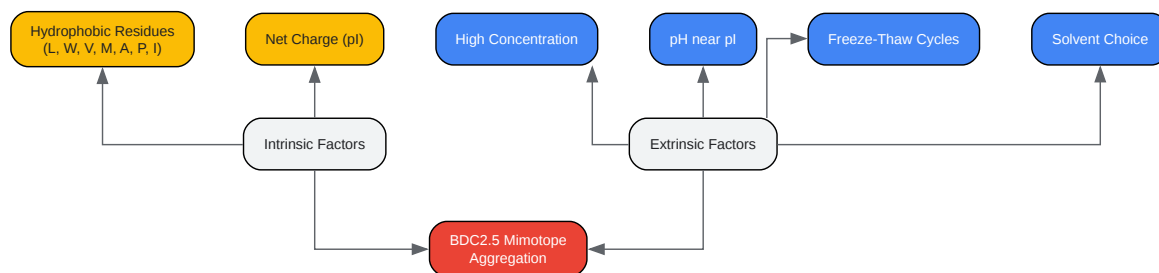 Hydrophobic Residues
(L, W, V, M, A, P, I)
Net Charge (pI)
High Concentration
pH near pI
Freeze-Thaw Cycles
Solvent Choice
Intrinsic Factors
Extrinsic Factors
BDC2.5 Mimotope
Aggregation